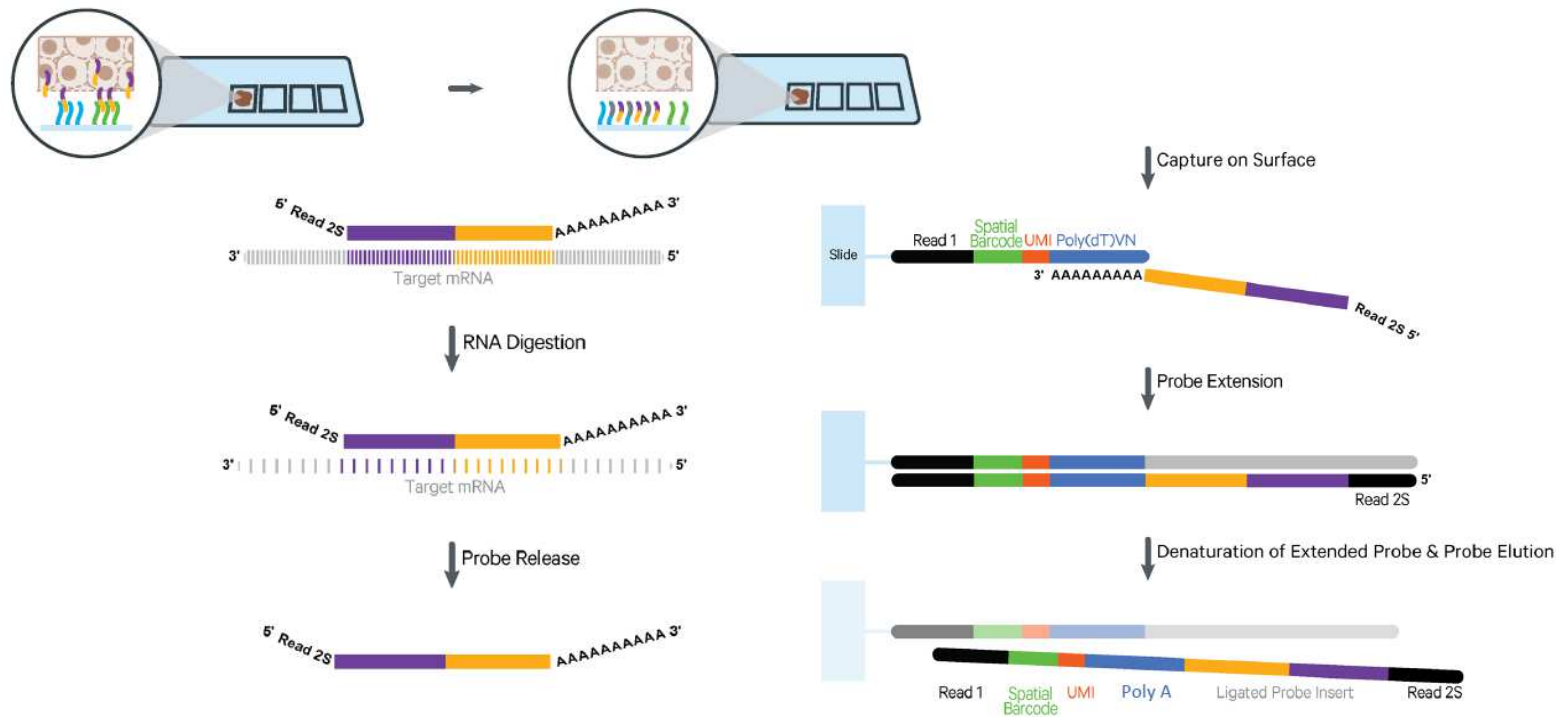 5' Read 2S AAAAAAAAAA 3'
3' 5'
Target mRNA
RNA Digestion
5' Read 2S AAAAAAAAAA 3'
3' 5'
Target mRNA
Probe Release
5' Read 2S AAAAAAAAAA 3'
Capture on Surface
Slide
Read 1
Spatial
Barcode
UMI
Poly(dT)VN
3' AAAAAAAAA
Read 2S 5'
Probe Extension
5'
Read 2S
Denaturation of Extended Probe & Probe Elution
Read 1
Spatial
Barcode
UMI
Poly A
Ligated Probe Insert
Read 2S